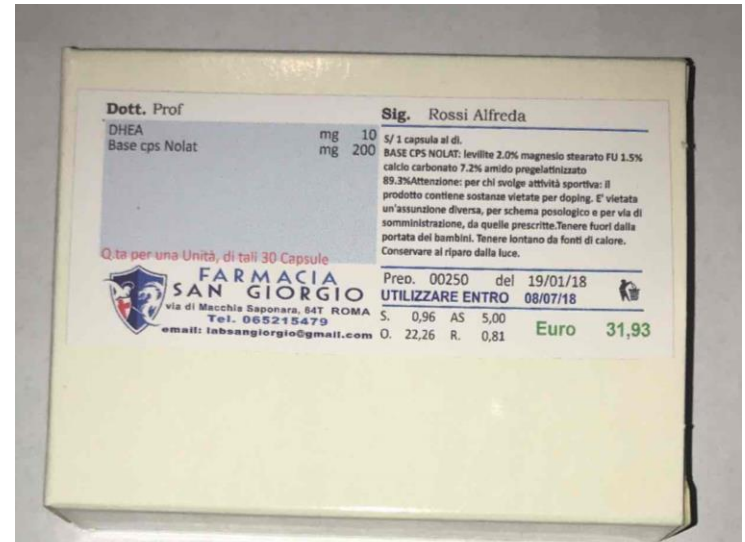 Dott. Prof
DHEA mg 10
Base cps Nolat mg 200
Q.ta per una Unità, di tali 30 Capsule
FARMACIA
SAN GIORGIO
via di Macchia Saponara, 64T ROMA
Tel. 065215479
email: labsangiorgio@gmail.com
Sig. Rossi Alfreda
S/ 1 capsula al di.
BASE CPS NOLAT: levilite 2.0% magnesio stearato FU 1.5%
calcio carbonato 7.2% amido pregelatinizzato
89.3%Attenzione: per chi svolge attività sportiva: il
prodotto contiene sostanze vietate per doping. E' vietata
un'assunzione diversa, per schema posologico e per via di
somministrazione, da quelle prescritte.Tenere fuori dalla
portata dei bambini. Tenere lontano da fonti di calore.
Conservare al riparo dalla luce.
Prep. 00250 del 19/01/18
UTILIZZARE ENTRO 08/07/18
S. 0,96 AS 5,00
O. 22,26 R. 0,81
Euro 31,93